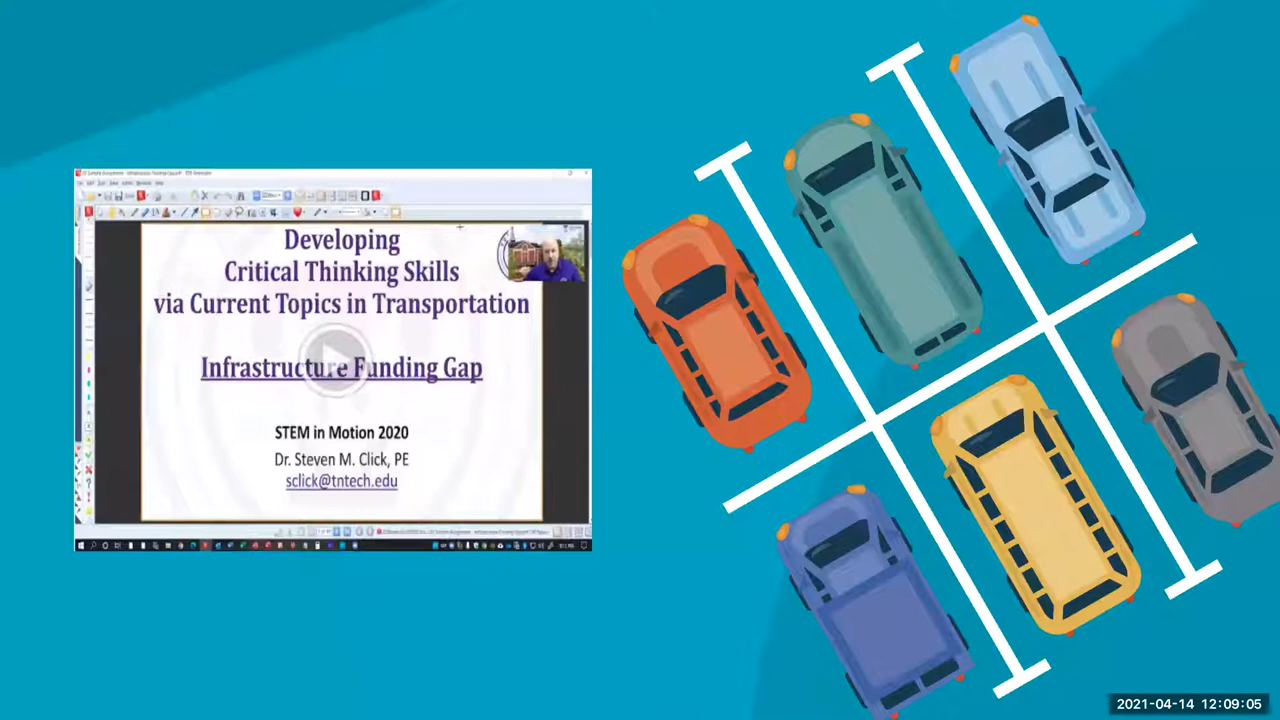 Developing
Critical Thinking Skills
via Current Topics in Transportation
Infrastructure Funding Gap
STEM in Motion 2020
Dr. Steven M. Click, PE
sclick@tntech.edu
2021-04-14 12:09:05